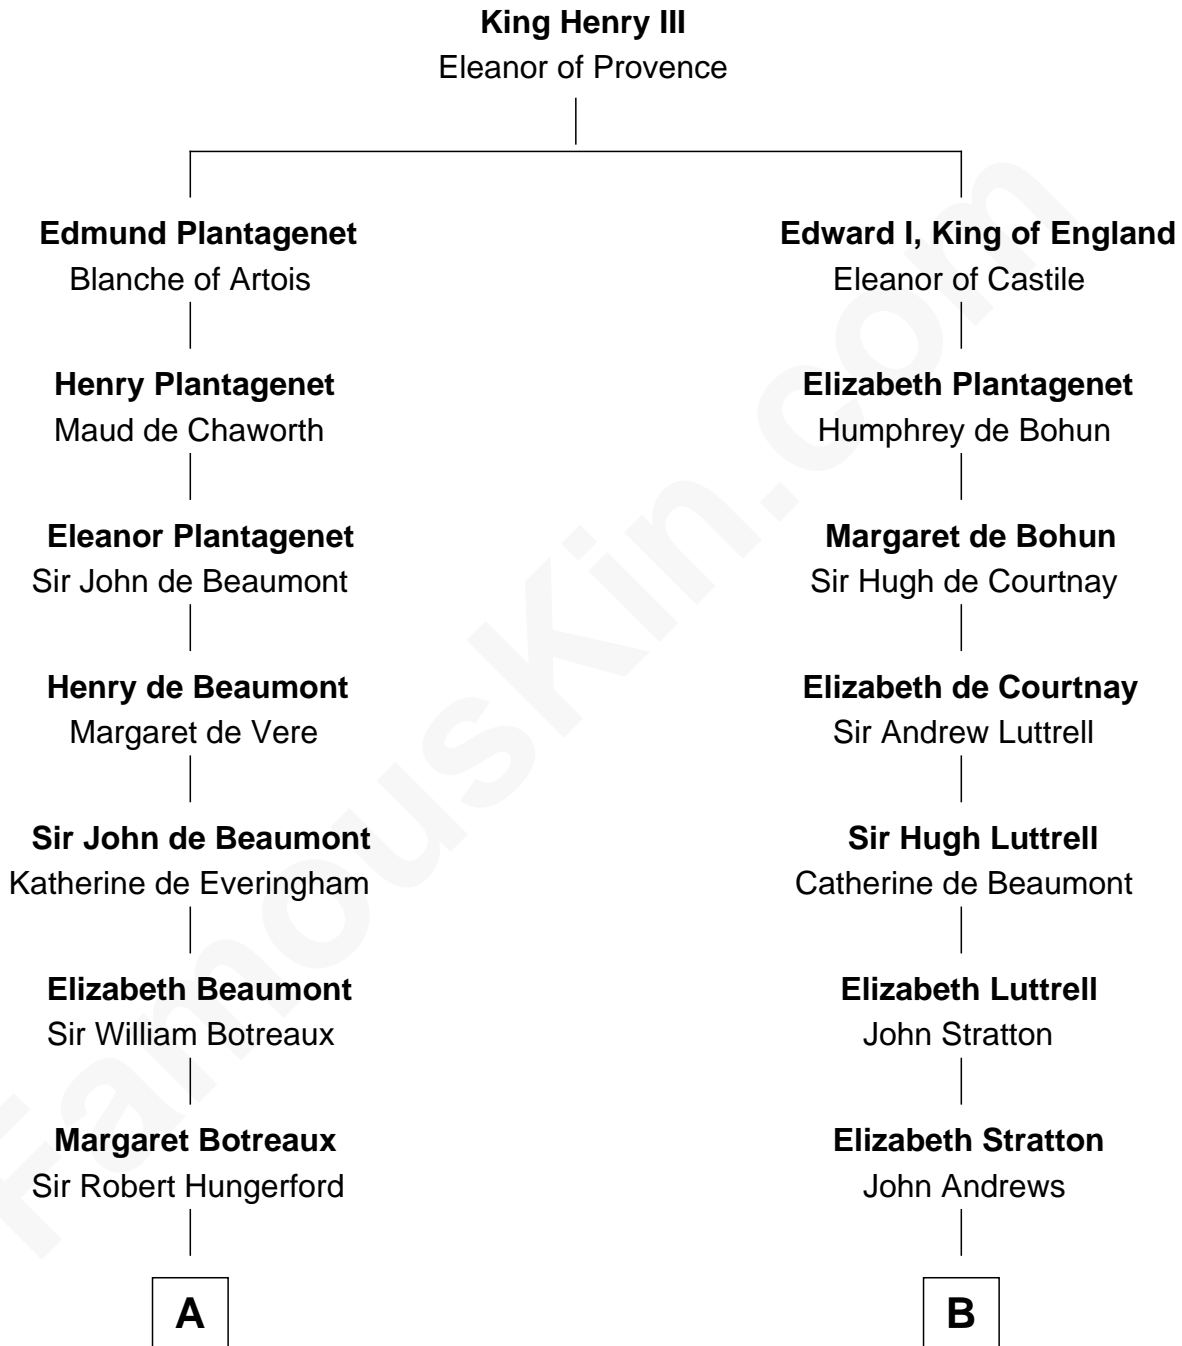 King Henry III
Eleanor of Provence
Edmund Plantagenet
Blanche of Artois
Edward I, King of England
Eleanor of Castile
Henry Plantagenet
Maud de Chaworth
Elizabeth Plantagenet
Humphrey de Bohun
Eleanor Plantagenet
Sir John de Beaumont
Margaret de Bohun
Sir Hugh de Courtnay
Henry de Beaumont
Margaret de Vere
Elizabeth de Courtnay
Sir Andrew Luttrell
Sir John de Beaumont
Katherine de Everingham
Sir Hugh Luttrell
Catherine de Beaumont
Elizabeth Beaumont
Sir William Botreaux
Elizabeth Luttrell
John Stratton
Margaret Botreaux
Sir Robert Hungerford
Elizabeth Stratton
John Andrews
A
B
FamousKin.com